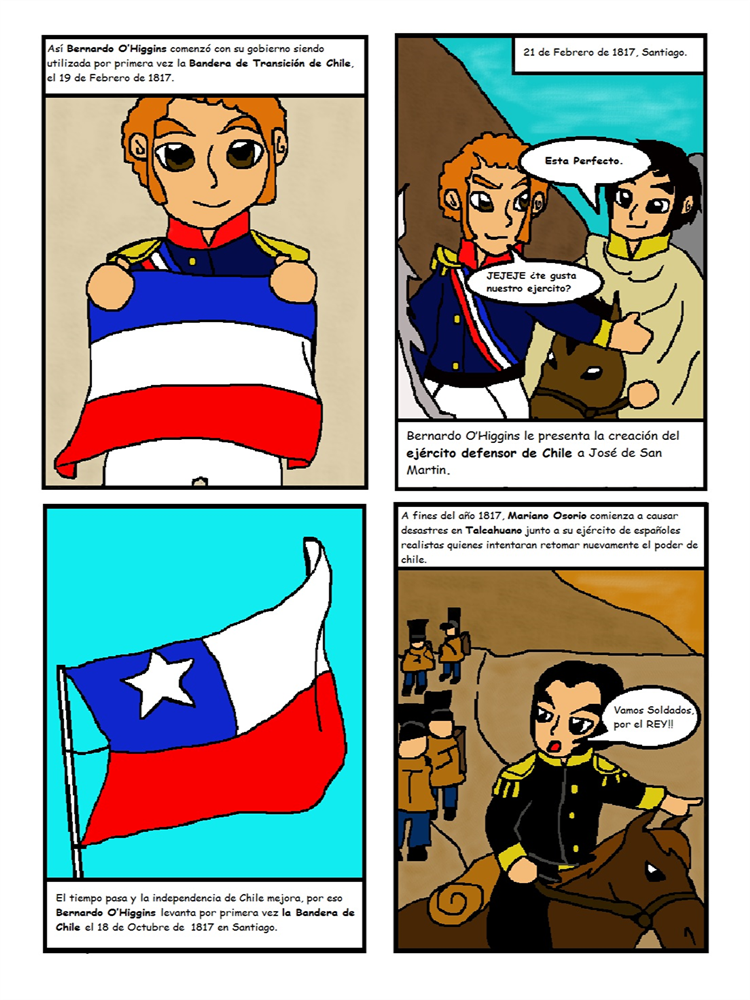 Así Bernardo O'Higgins comenzó con su gobierno siendo
utilizada por primera vez la Bandera de Transición de Chile,
el 19 de Febrero de 1817.
21 de Febrero de 1817, Santiago.
Esta Perfecto.
JEJEJE ¿te gusta
nuestro ejercito?
Bernardo O'Higgins le presenta la creación del
ejército defensor de Chile a José de San
Martin.
El tiempo pasa y la independencia de Chile mejora, por eso
Bernardo O'Higgins levanta por primera vez la Bandera de
Chile el 18 de Octubre de 1817 en Santiago.
A fines del año 1817, Mariano Osorio comienza a causar
desastres en Talcahuano junto a su ejército de españoles
realistas quienes intentaran retomar nuevamente el poder de
chile.
Vamos Soldados,
por el REY!!